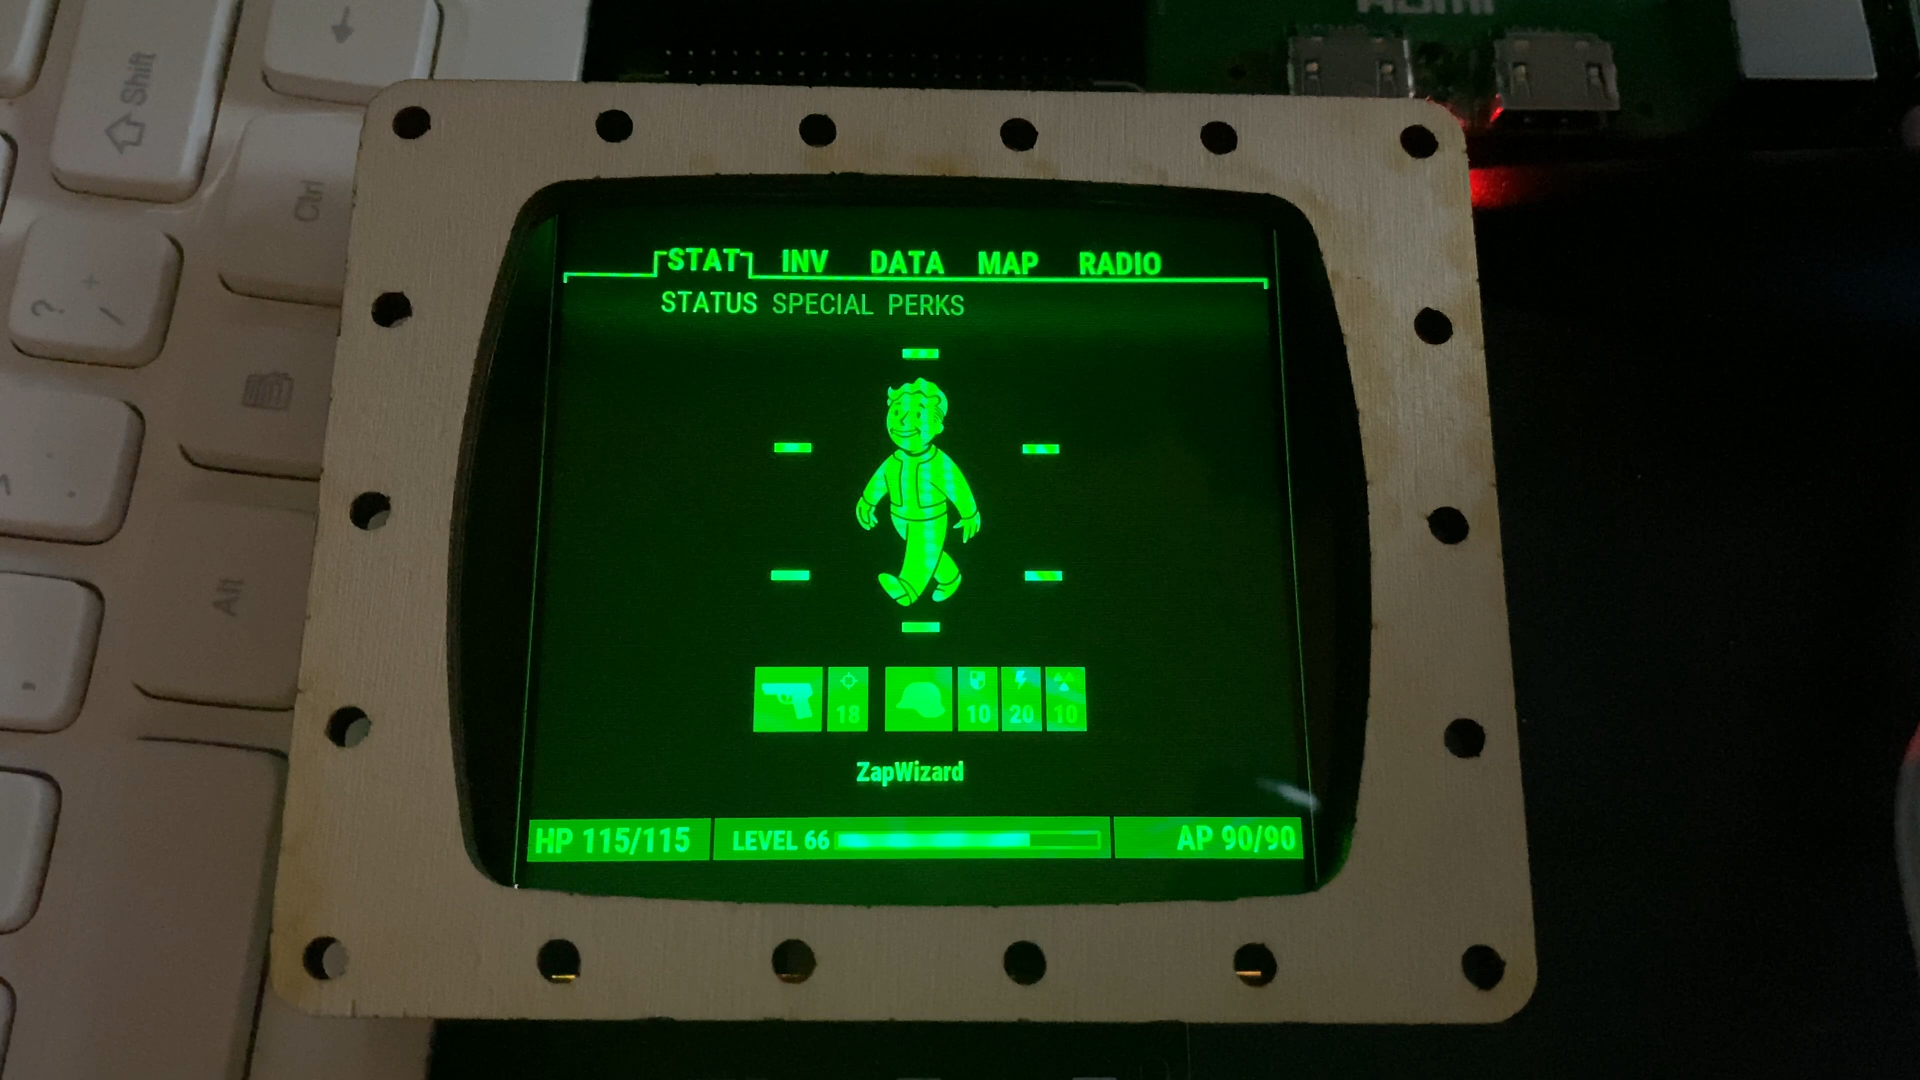 HDMI
Shift
Ctrl
Alt
?
+
/
STAT INV DATA MAP RADIO
STATUS SPECIAL PERKS
18 10 20 10
ZapWizard
HP 115/115 LEVEL 66 AP 90/90